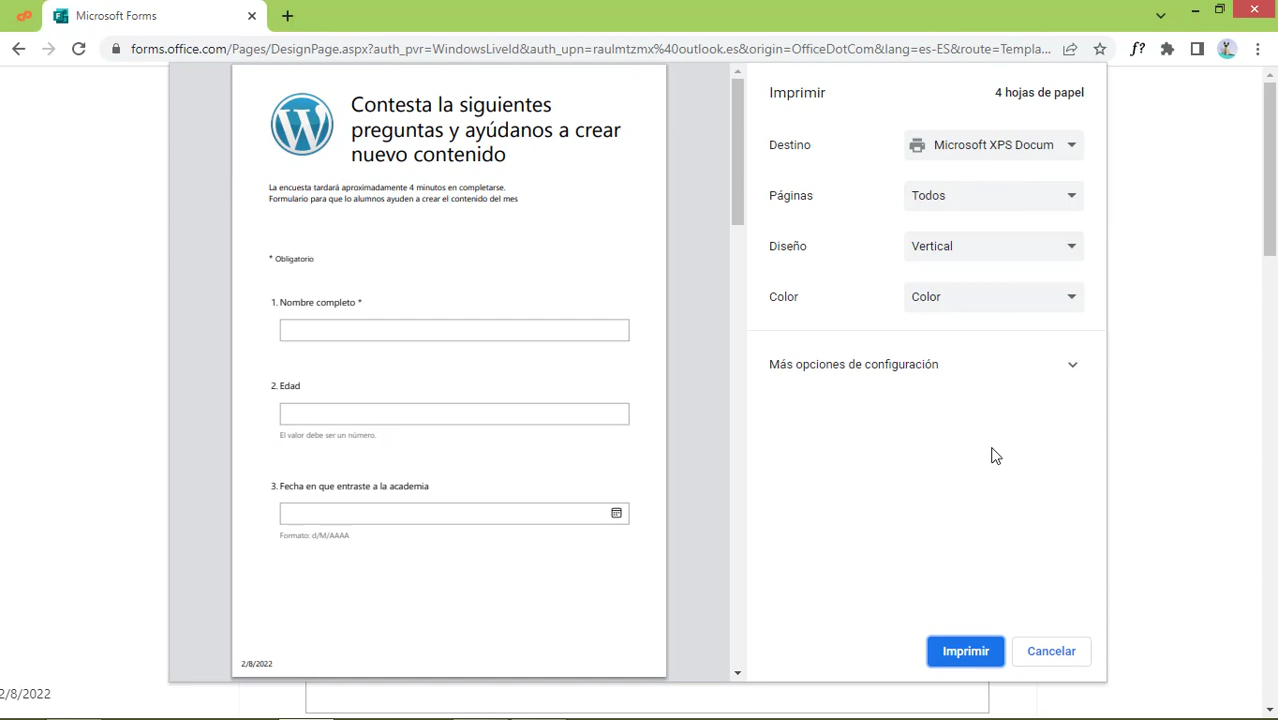 Microsoft Forms
forms.office.com/Pages/DesignPage.aspx?auth_pvr=WindowsLiveId&auth_upn=raulmtzmx%40outlook.es&origin=OfficeDotCom&lang=es-ES&route=Templa...
f?
Contesta la siguientes
preguntas y ayúdanos a crear
nuevo contenido
La encuesta tardará aproximadamente 4 minutos en completarse.
Formulario para que lo alumnos ayuden a crear el contenido del mes
* Obligatorio
1. Nombre completo *
2. Edad
El valor debe ser un número.
3. Fecha en que entraste a la academia
Formato: d/M/AAAA
2/8/2022
Imprimir
4 hojas de papel
Destino
Microsoft XPS Docum
Páginas
Todos
Diseño
Vertical
Color
Color
Más opciones de configuración
Imprimir
Cancelar
2/8/2022